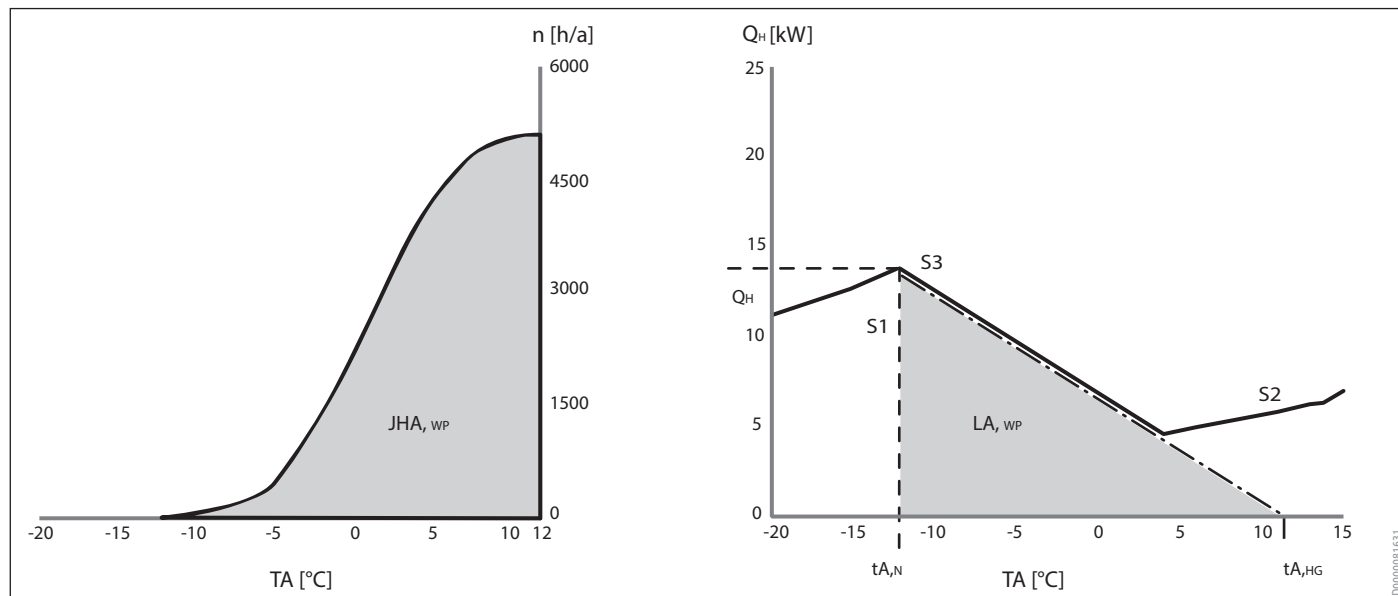 n [h/a]
6000
4500
3000
1500
0
JHA, WP
-20 -15 -10 -5 0 5 10 12
TA [°C]
QH [kW]
25
20
15
QH
10
5
0
S3
S1
S2
LA, WP
-20 -15 -10 -5 0 5 10 15
tA,N
TA [°C]
tA,HG
D0000081631